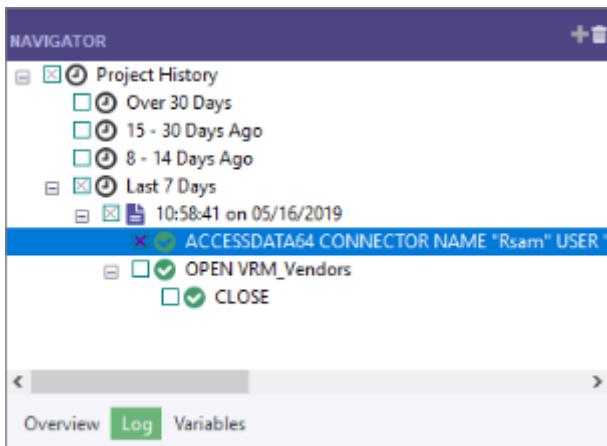 NAVIGATOR
Project History
Over 30 Days
15 - 30 Days Ago
8 - 14 Days Ago
Last 7 Days
10:58:41 on 05/16/2019
ACCESSDATA64 CONNECTOR NAME "Rsam" USER "
OPEN VRM_Vendors
CLOSE
Overview Log Variables